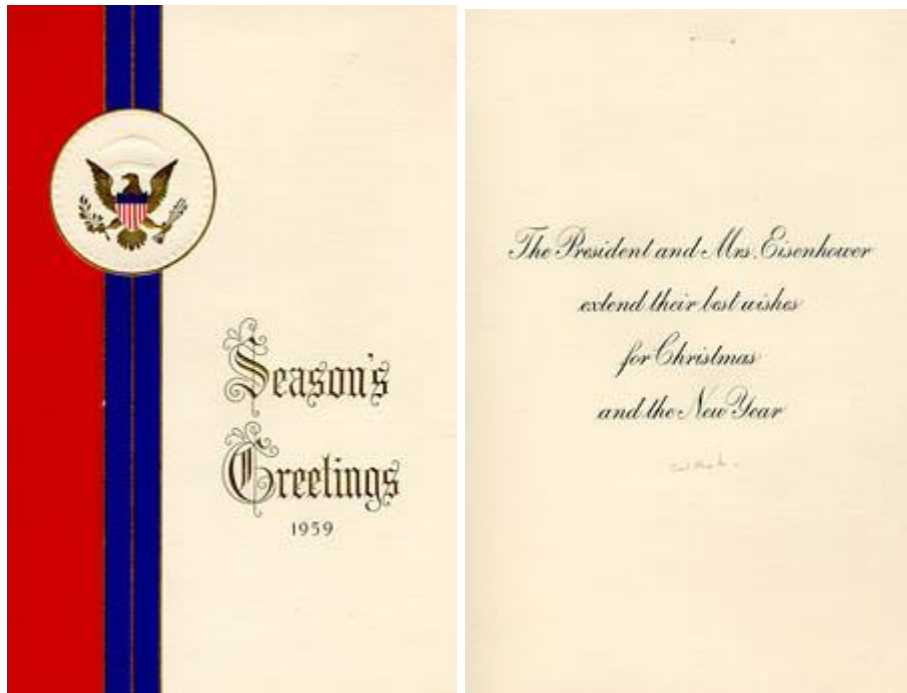 Season's
Greetings
1959
The President and Mrs. Eisenhower
extend their best wishes
for Christmas
and the New Year